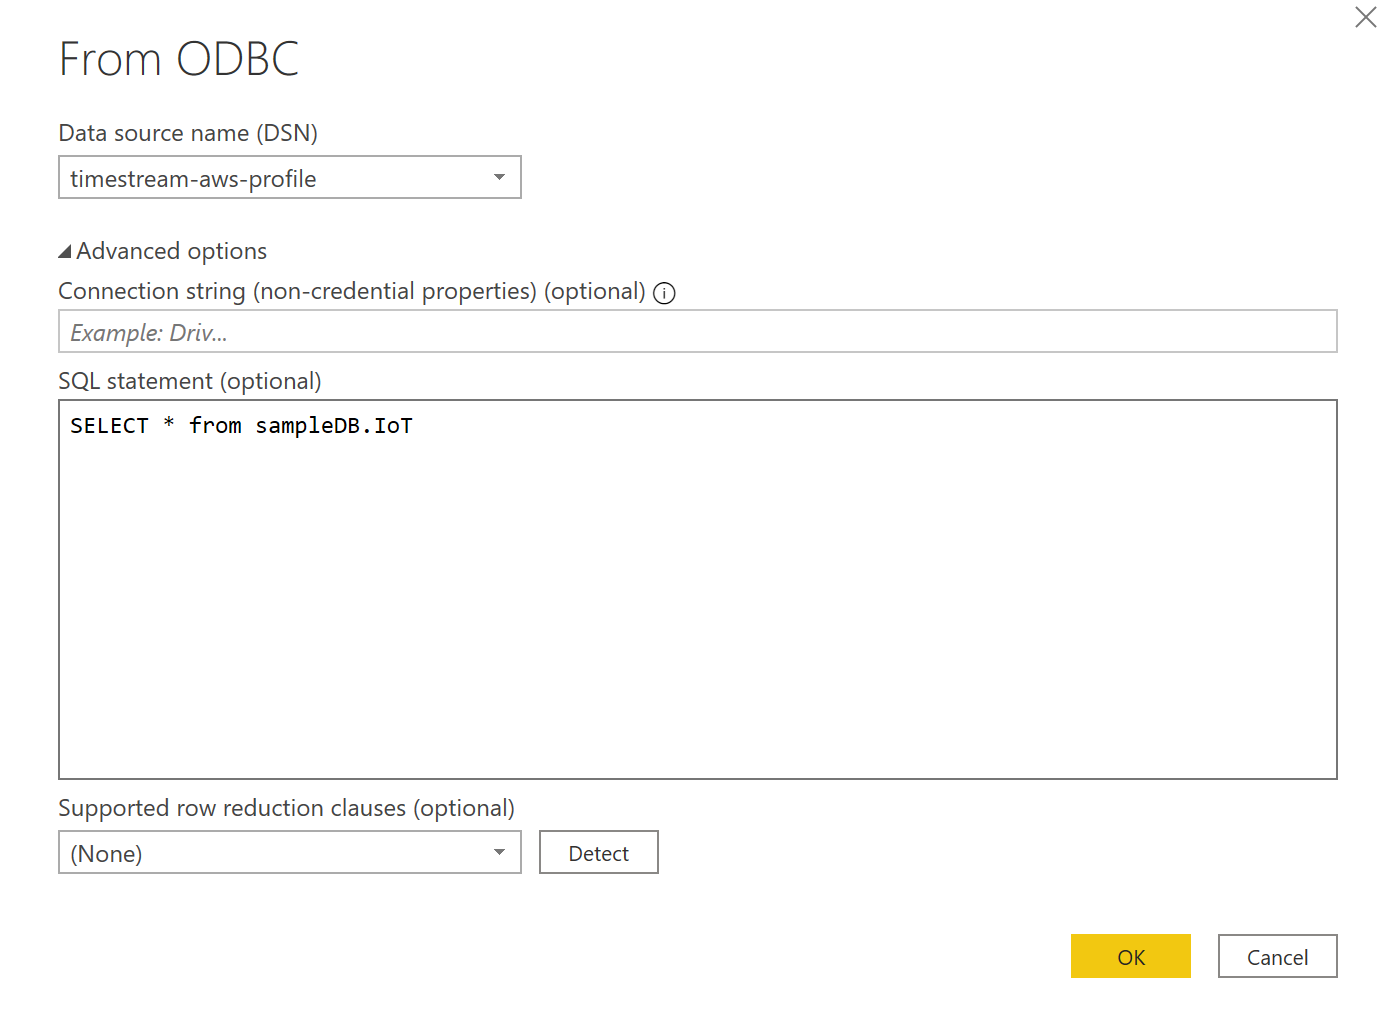 From ODBC
Data source name (DSN)
timestream-aws-profile
Advanced options
Connection string (non-credential properties) (optional)
Example: Driv...
SQL statement (optional)
SELECT * from sampleDB.IoT
Supported row reduction clauses (optional)
(None)
Detect
OK
Cancel